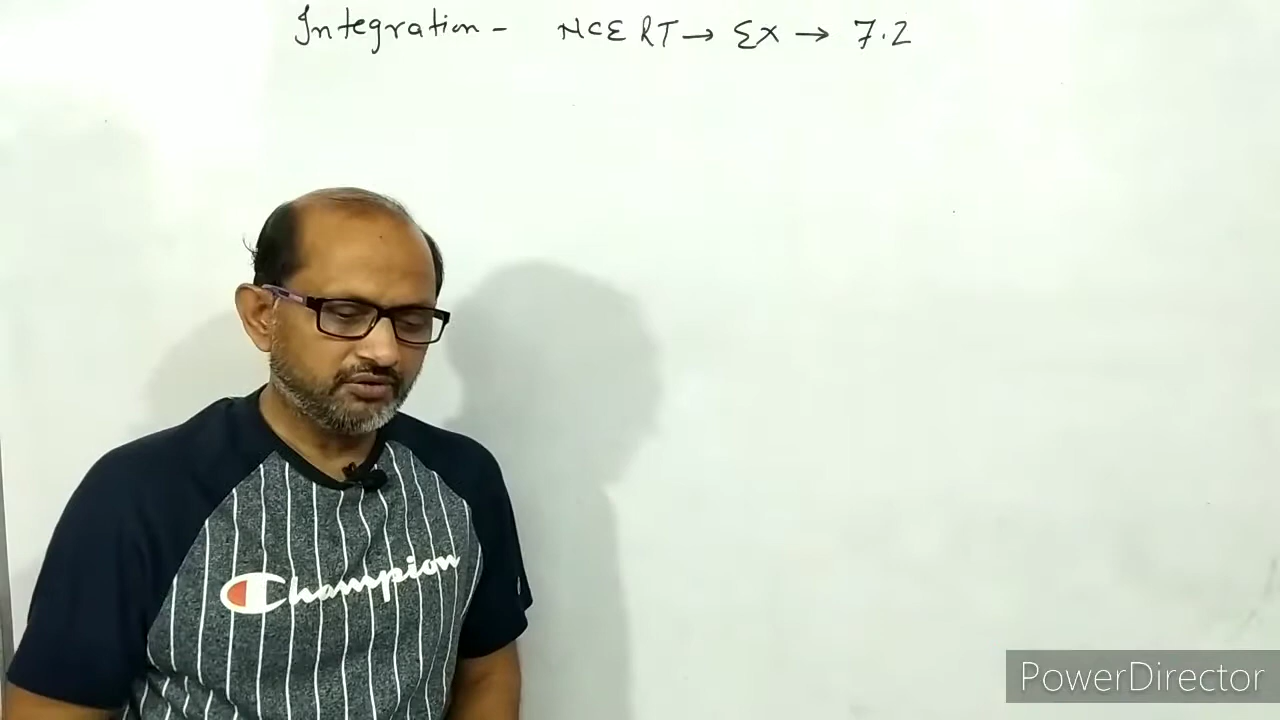 Integration - NCERT → Ex → 7.2
Champion
PowerDirector